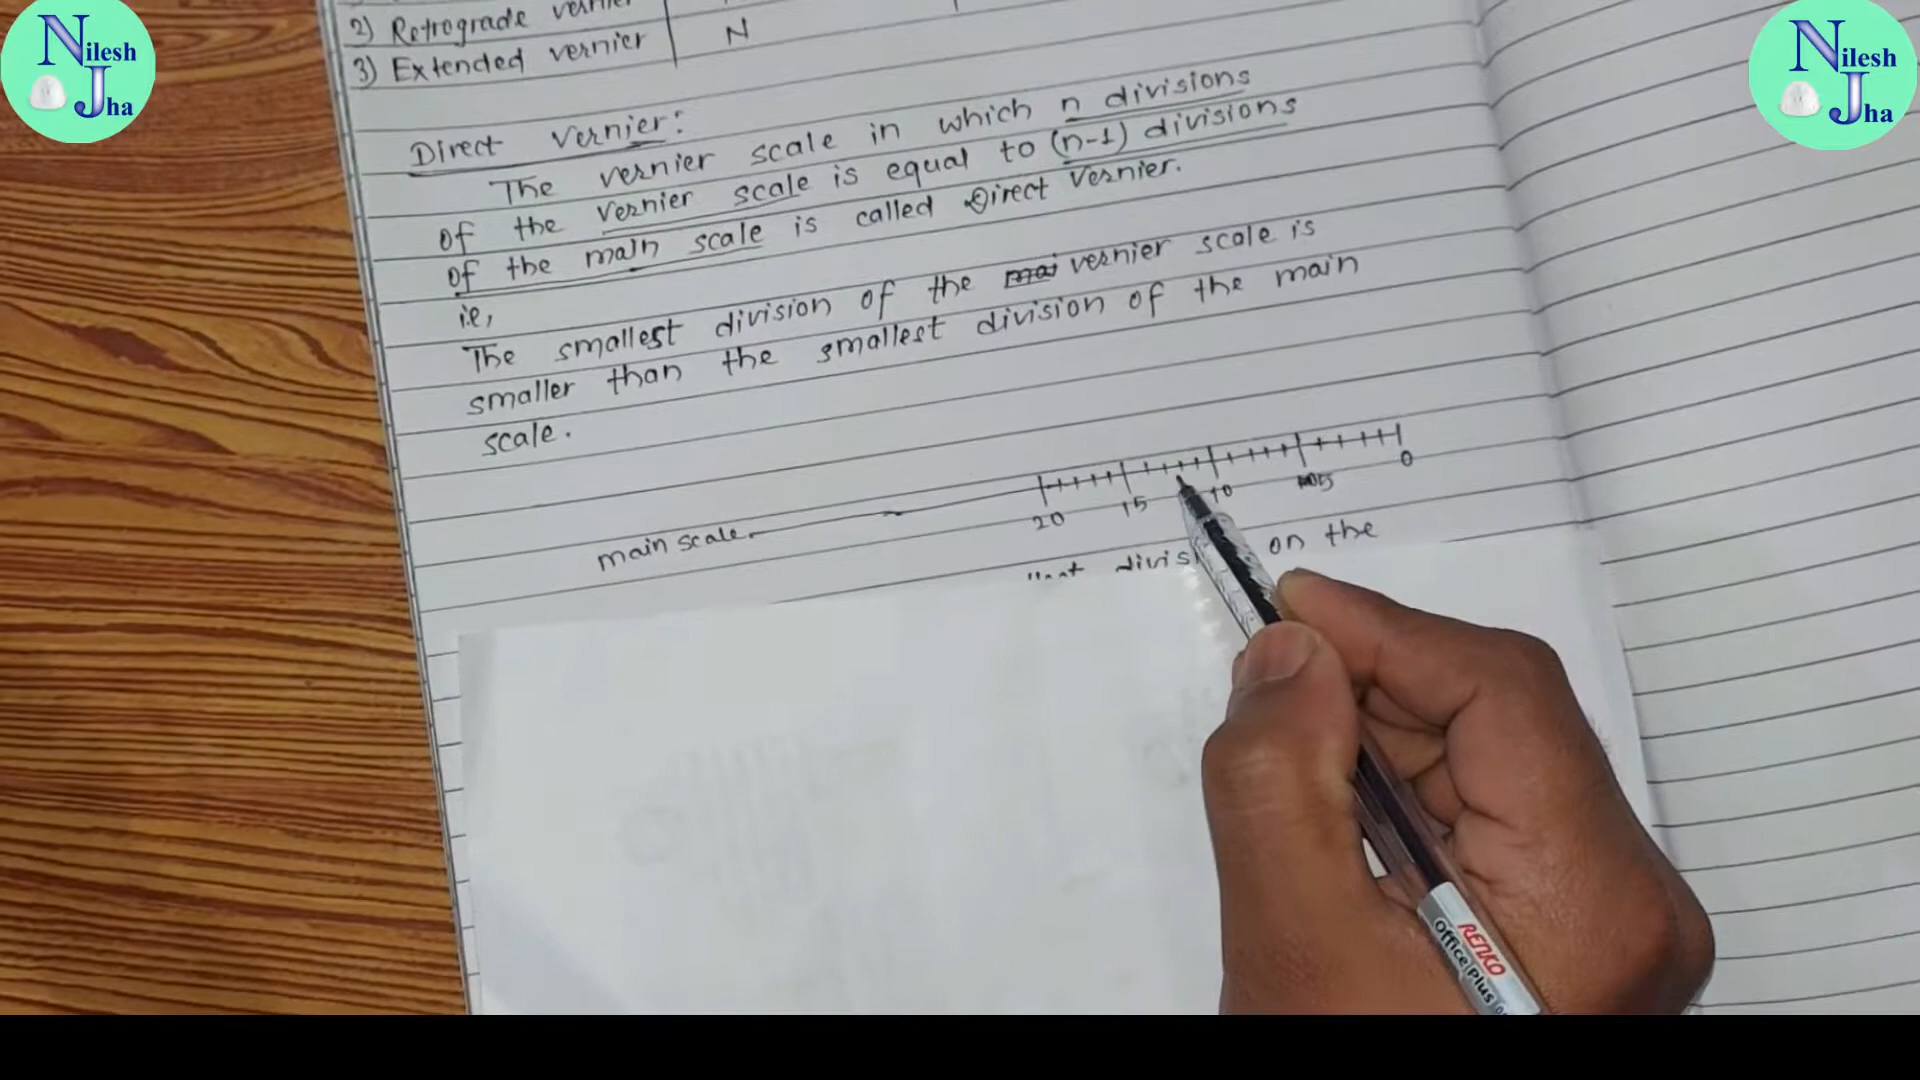 Nilesh
Jha
Nilesh
Jha
2) Retrograde vernier
3) Extended vernier N
Direct Vernier:
The vernier scale in which n divisions
of the vernier scale is equal to (n-1) divisions
of the main scale is called Direct Vernier.
i.e,
The smallest division of the vernier scale is
smaller than the smallest division of the main
scale.
main scale
20 15 10 5 0
on the
RENKO
Office Plus